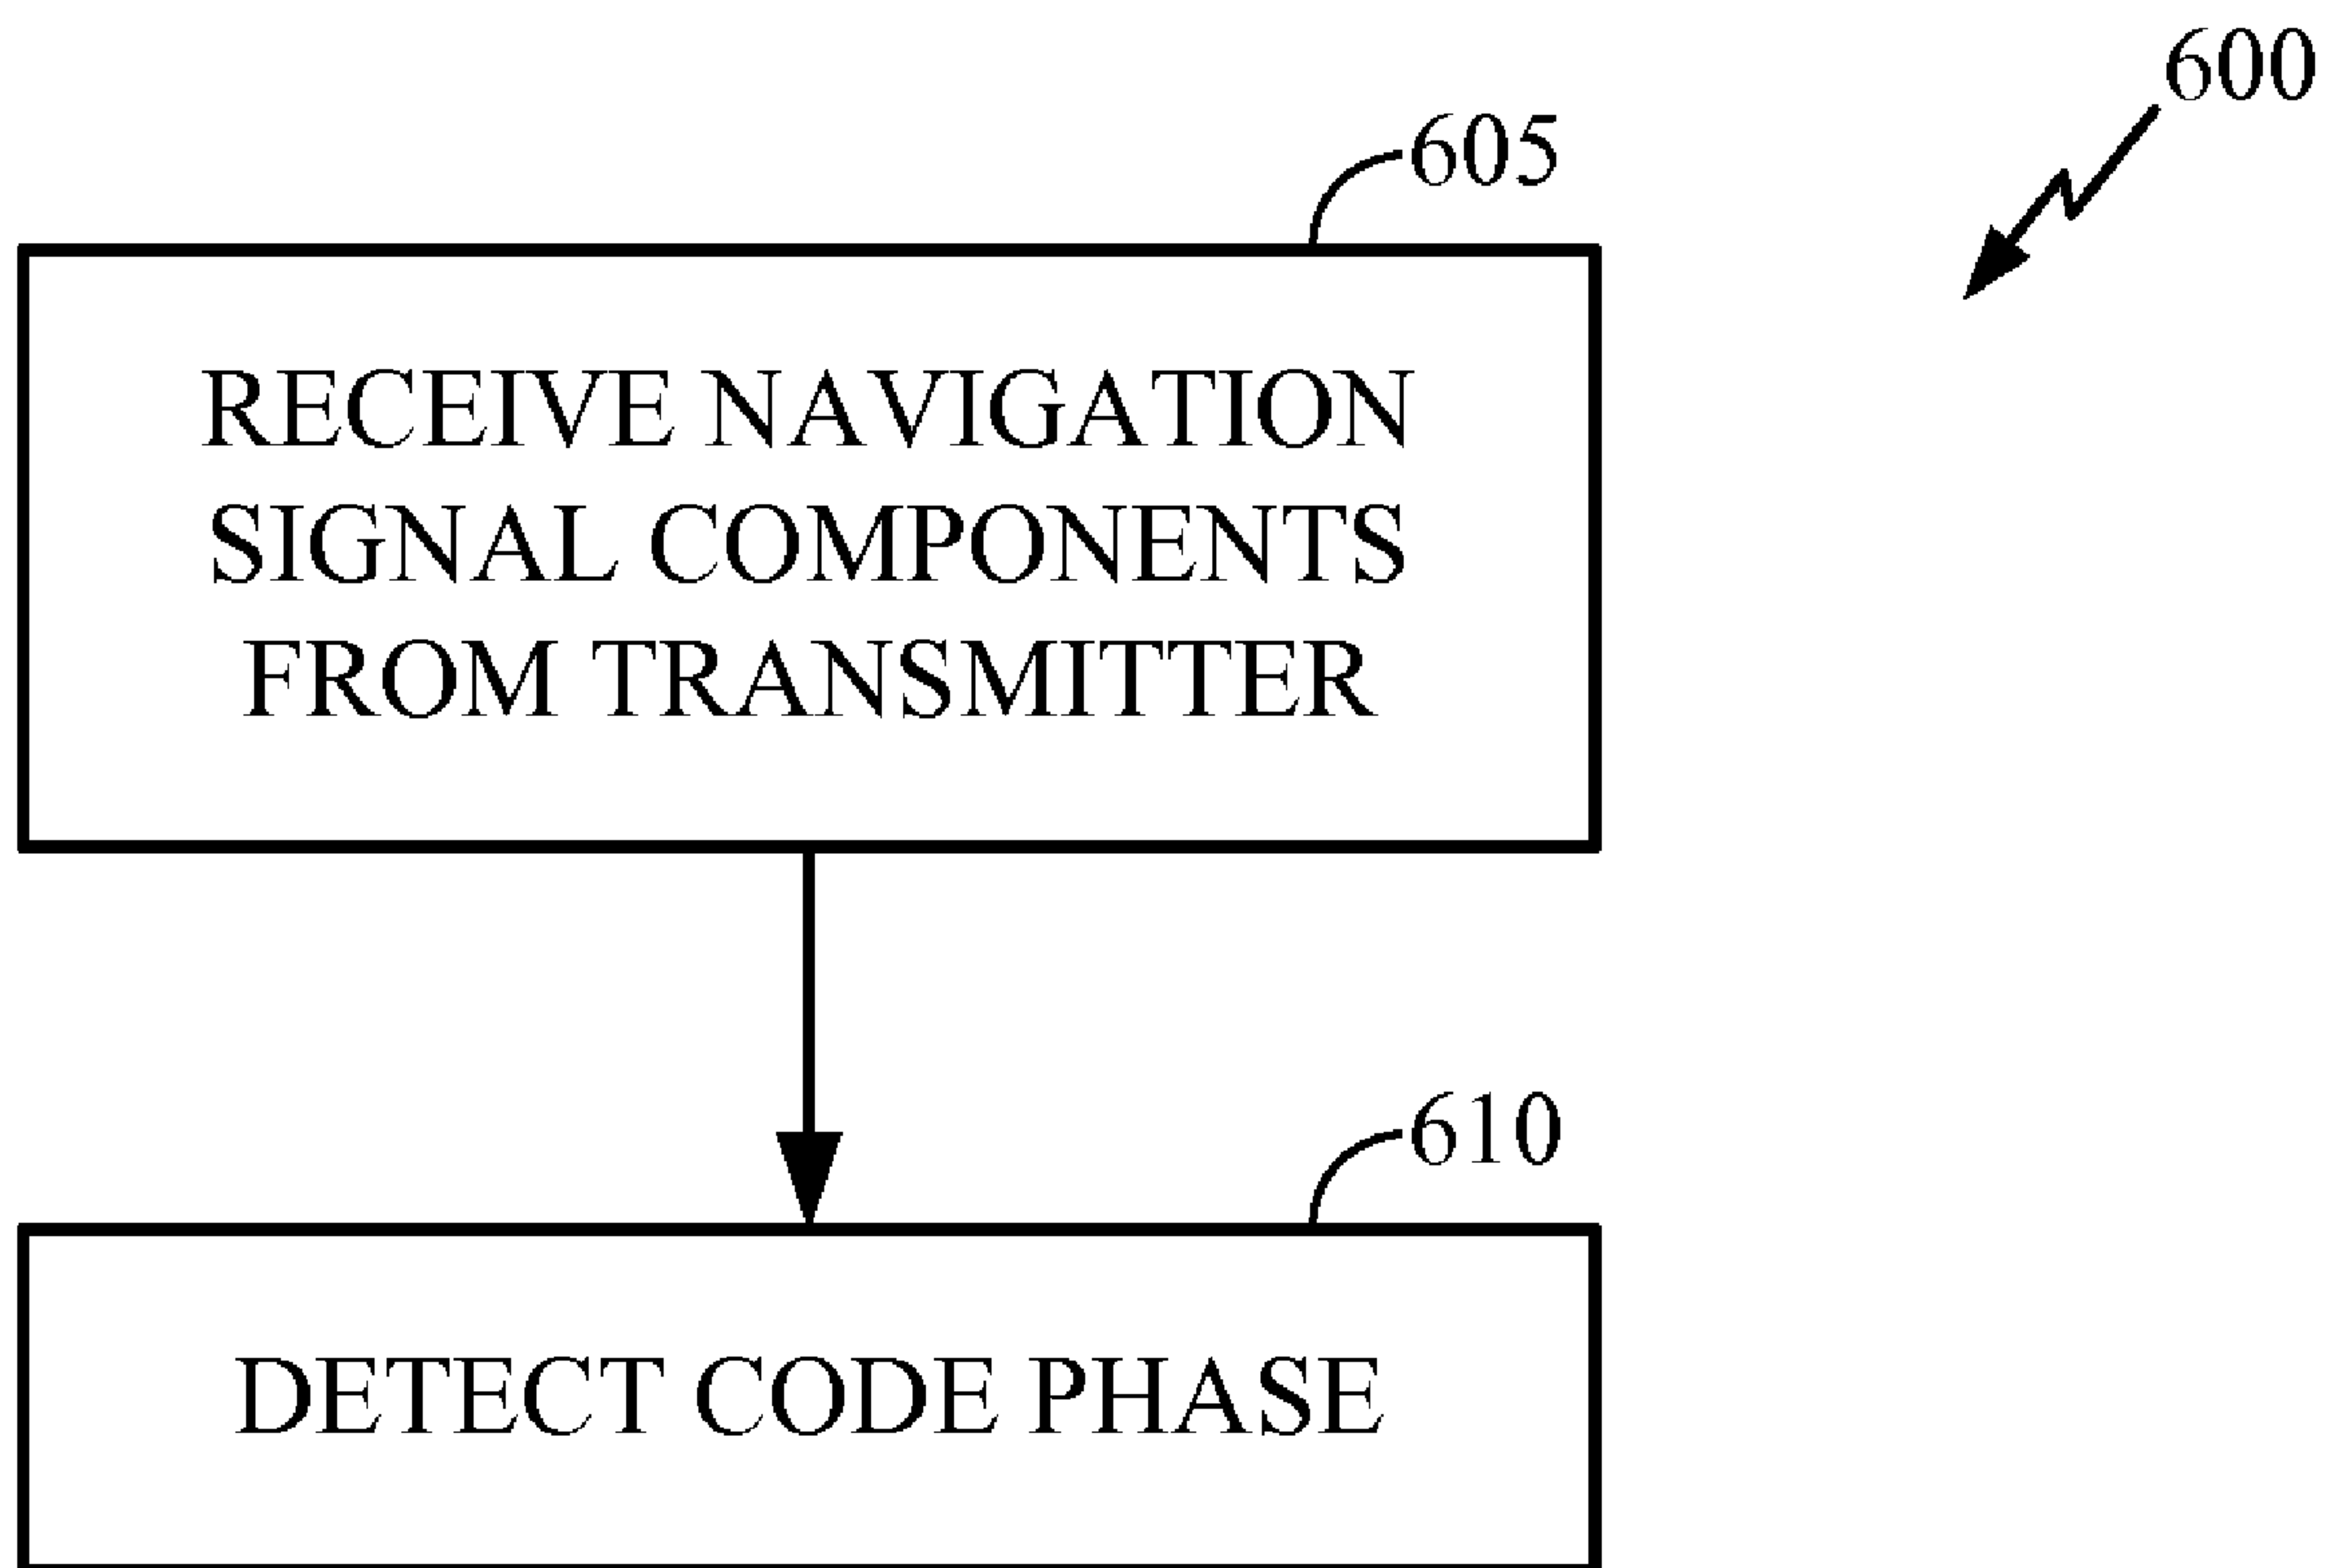 600
605
RECEIVE NAVIGATION
SIGNAL COMPONENTS
FROM TRANSMITTER
610
DETECT CODE PHASE